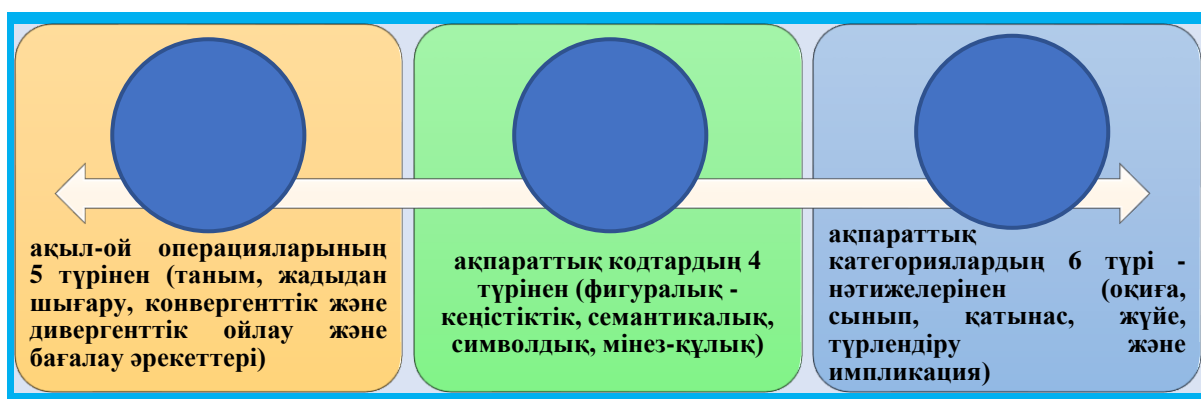 ақыл-ой операцияларының
5 түрінен (таным, жадыдан
шығару, конвергенттік және
дивергенттік ойлау және
бағалау әрекеттері)
ақпараттық кодтардың 4
түрінен (фигуралық -
кеңістіктік, семантикалық,
символдық, мінез-құлық)
ақпараттық
категориялардың 6 түрі -
нәтижелерінен (оқиға,
сынып, қатынас, жүйе,
түрлендіру және
импликация)